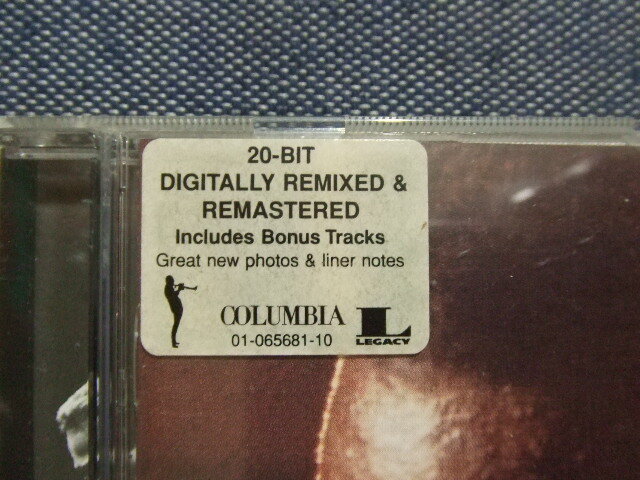 20-BIT
DIGITALLY REMIXED &
REMASTERED
Includes Bonus Tracks
Great new photos & liner notes
COLUMBIA
L
LEGACY
01-065681-10